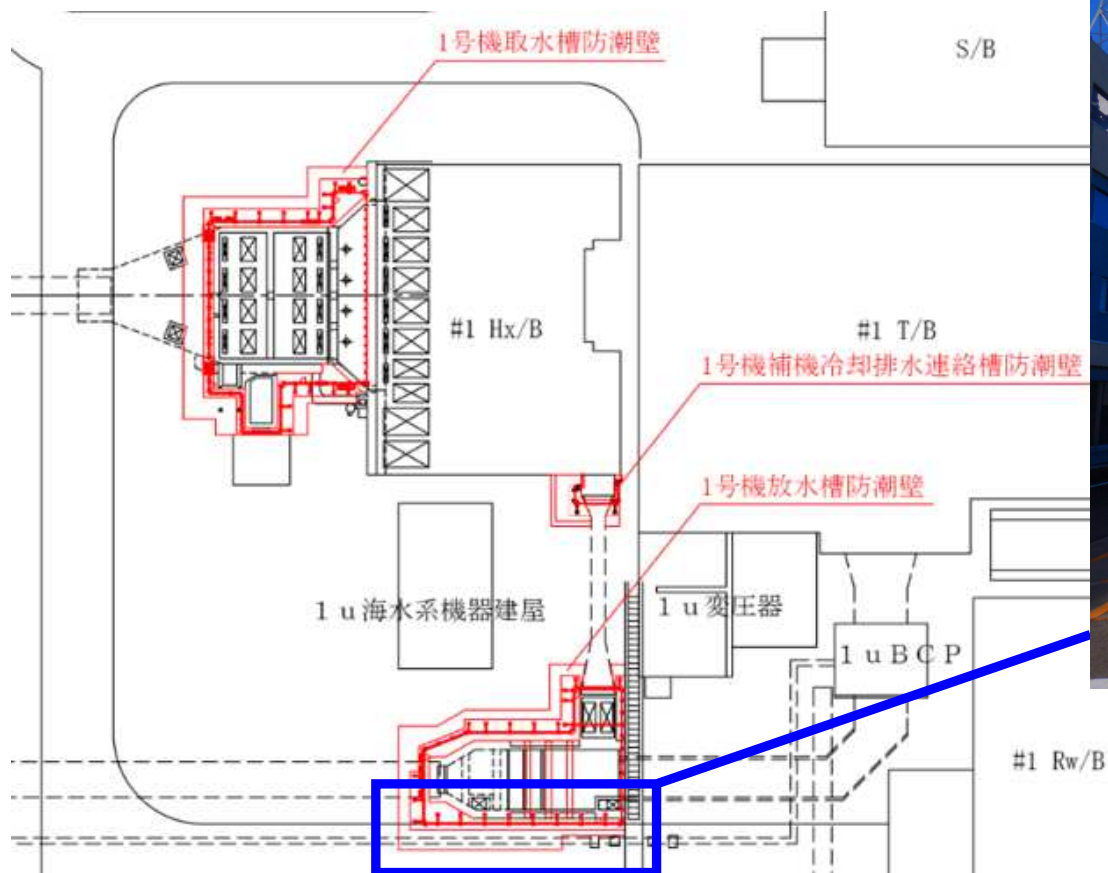 1号機取水槽防潮壁
S/B
#1 Hx/B
#1 T/B
1号機補機冷却排水連絡槽防潮壁
1号機放水槽防潮壁
1u海水系機器建屋
1u変圧器
1uBCP
#1 Rw/B